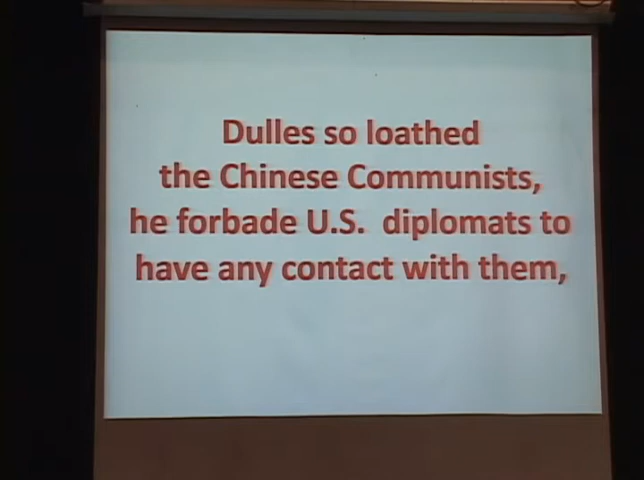 Dulles so loathed
the Chinese Communists,
he forbade U.S. diplomats to
have any contact with them,